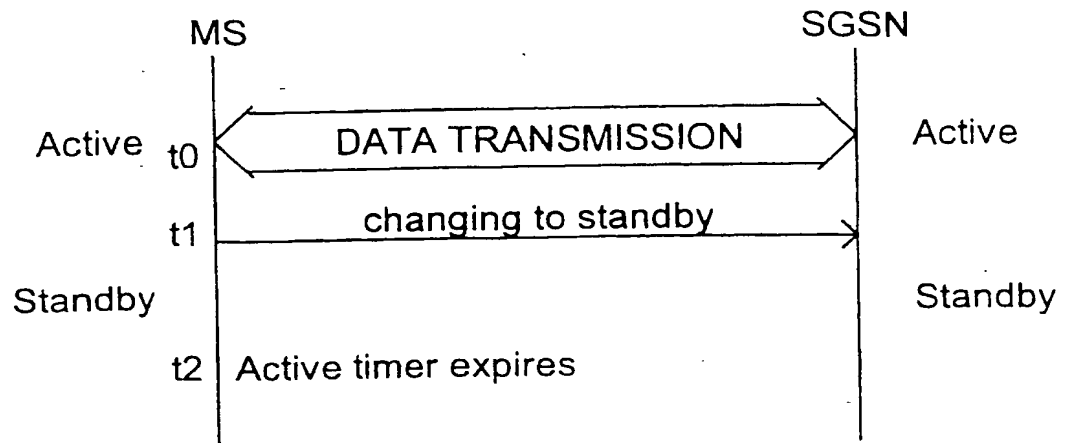 MS
SGSN
Active
t0
DATA TRANSMISSION
Active
t1
changing to standby
Standby
Standby
t2
Active timer expires